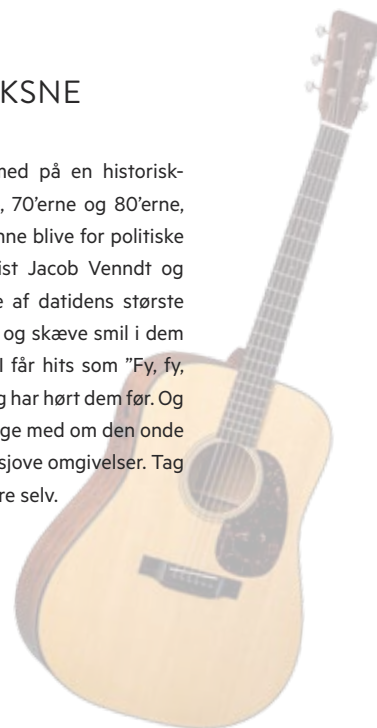 KSNE
med på en historisk-
, 70’erne og 80’erne,
nne blive for politiske
ist Jacob Venndt og
e af datidens største
og skæve smil i dem
I får hits som ”Fy, fy,
g har hørt dem før. Og
ge med om den onde
sjove omgivelser. Tag
re selv.